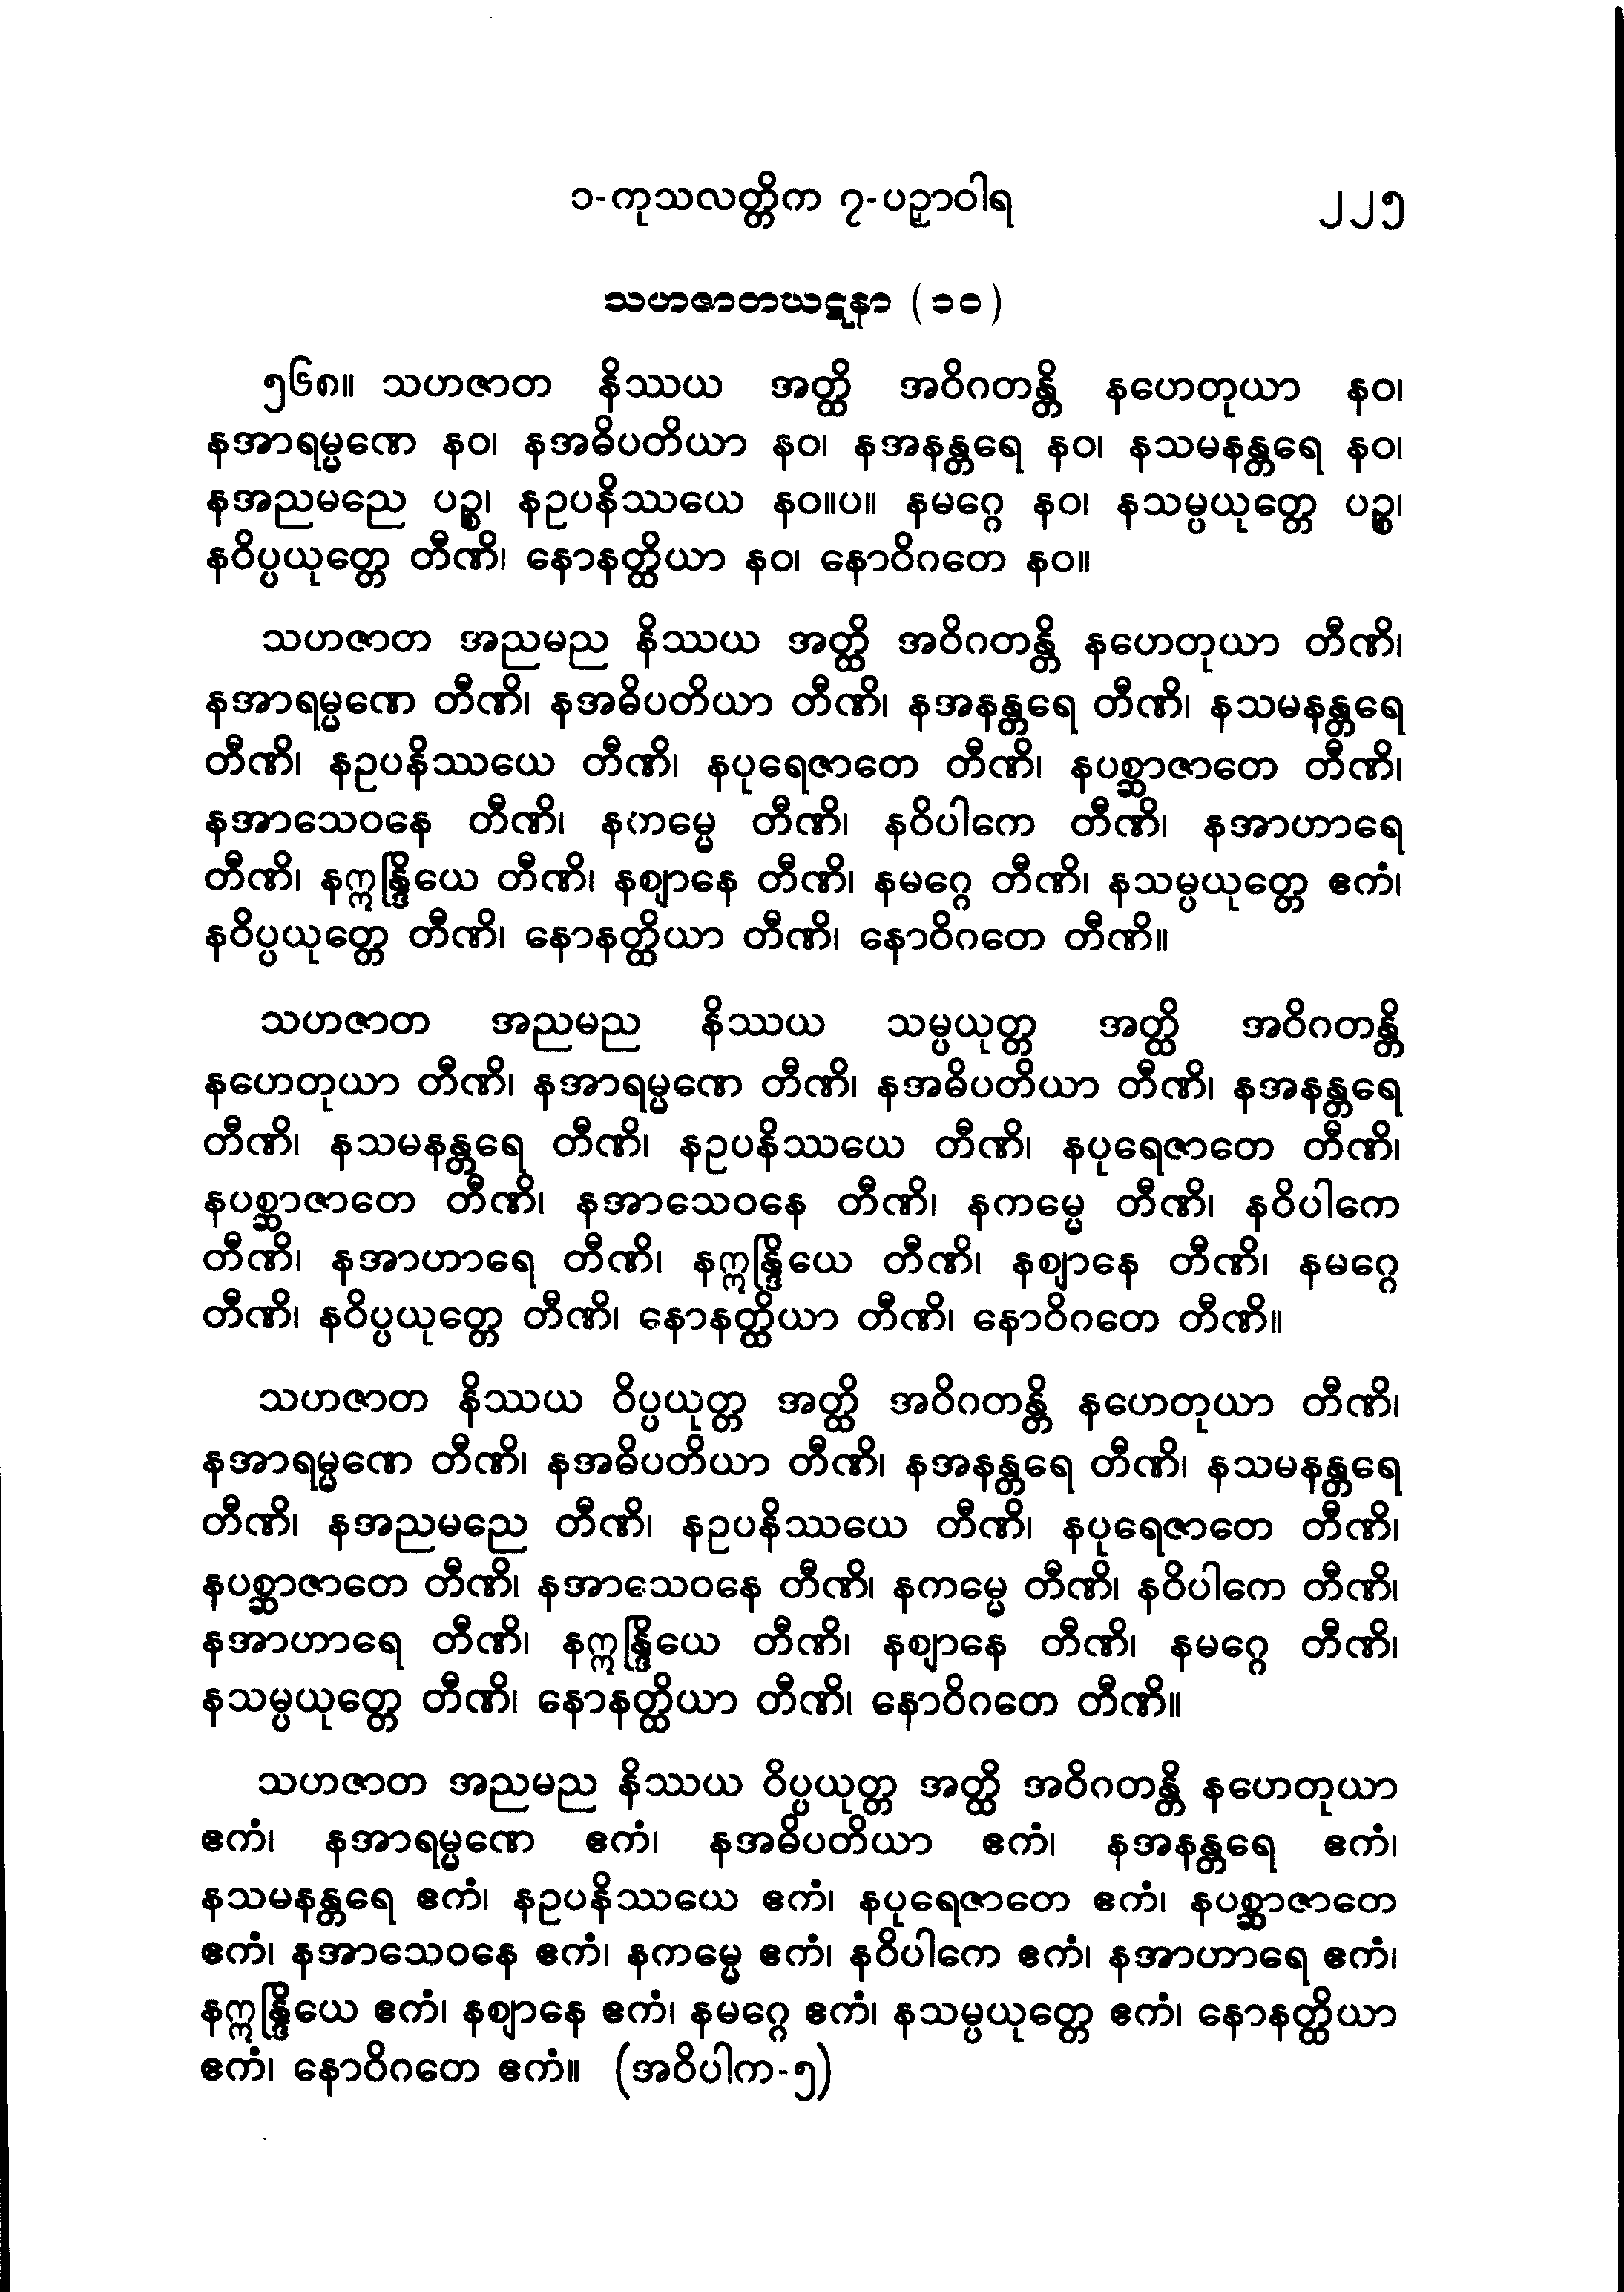 ၁-ကုသလတ္တိက ၇-ပဉှာဝါရ ၂၂၅
သဟဇာတဃဋနာ (၁၀)
၅၆၈။ သဟဇာတ နိဿယ အတ္ထိ အဝိဂတန္တိ နဟေတုယာ နဝ၊
နအာရမ္မဏေ နဝ၊ နအဓိပတိယာ နဝ၊ နအနန္တရေ နဝ၊ နသမနန္တရေ နဝ၊
နအညမညေ ပဉ္စ၊ နဥပနိဿယေ နဝ။ပ။ နမဂ္ဂေ နဝ၊ နသမ္ပယုတ္တေ ပဉ္စ၊
နဝိပ္ပယုတ္တေ တီဏိ၊ နောနတ္ထိယာ နဝ၊ နောဝိဂတေ နဝ။
သဟဇာတ အညမည နိဿယ အတ္ထိ အဝိဂတန္တိ နဟေတုယာ တီဏိ၊
နအာရမ္မဏေ တီဏိ၊ နအဓိပတိယာ တီဏိ၊ နအနန္တရေ တီဏိ၊ နသမနန္တရေ
တီဏိ၊ နဥပနိဿယေ တီဏိ၊ နပုရေဇာတေ တီဏိ၊ နပစ္ဆာဇာတေ တီဏိ၊
နအာသေဝနေ တီဏိ၊ နကမ္မေ တီဏိ၊ နဝိပါကေ တီဏိ၊ နအာဟာရေ
တီဏိ၊ နဣန္ဒြိယေ တီဏိ၊ နဈာနေ တီဏိ၊ နမဂ္ဂေ တီဏိ၊ နသမ္ပယုတ္တေ ဧကံ၊
နဝိပ္ပယုတ္တေ တီဏိ၊ နောနတ္ထိယာ တီဏိ၊ နောဝိဂတေ တီဏိ။
သဟဇာတ အညမည နိဿယ သမ္ပယုတ္တ အတ္ထိ အဝိဂတန္တိ
နဟေတုယာ တီဏိ၊ နအာရမ္မဏေ တီဏိ၊ နအဓိပတိယာ တီဏိ၊ နအနန္တရေ
တီဏိ၊ နသမနန္တရေ တီဏိ၊ နဥပနိဿယေ တီဏိ၊ နပုရေဇာတေ တီဏိ၊
နပစ္ဆာဇာတေ တီဏိ၊ နအာသေဝနေ တီဏိ၊ နကမ္မေ တီဏိ၊ နဝိပါကေ
တီဏိ၊ နအာဟာရေ တီဏိ၊ နဣန္ဒြိယေ တီဏိ၊ နဈာနေ တီဏိ၊ နမဂ္ဂေ
တီဏိ၊ နဝိပ္ပယုတ္တေ တီဏိ၊ နောနတ္ထိယာ တီဏိ၊ နောဝိဂတေ တီဏိ။
သဟဇာတ နိဿယ ဝိပ္ပယုတ္တ အတ္ထိ အဝိဂတန္တိ နဟေတုယာ တီဏိ၊
နအာရမ္မဏေ တီဏိ၊ နအဓိပတိယာ တီဏိ၊ နအနန္တရေ တီဏိ၊ နသမနန္တရေ
တီဏိ၊ နအညမညေ တီဏိ၊ နဥပနိဿယေ တီဏိ၊ နပုရေဇာတေ တီဏိ၊
နပစ္ဆာဇာတေ တီဏိ၊ နအာသေဝနေ တီဏိ၊ နကမ္မေ တီဏိ၊ နဝိပါကေ တီဏိ၊
နအာဟာရေ တီဏိ၊ နဣန္ဒြိယေ တီဏိ၊ နဈာနေ တီဏိ၊ နမဂ္ဂေ တီဏိ၊
နသမ္ပယုတ္တေ တီဏိ၊ နောနတ္ထိယာ တီဏိ၊ နောဝိဂတေ တီဏိ။
သဟဇာတ အညမည နိဿယ ဝိပ္ပယုတ္တ အတ္ထိ အဝိဂတန္တိ နဟေတုယာ
ဧကံ၊ နအာရမ္မဏေ ဧကံ၊ နအဓိပတိယာ ဧကံ၊ နအနန္တရေ ဧကံ၊
နသမနန္တရေ ဧကံ၊ နဥပနိဿယေ ဧကံ၊ နပုရေဇာတေ ဧကံ၊ နပစ္ဆာဇာတေ
ဧကံ၊ နအာသေဝနေ ဧကံ၊ နကမ္မေ ဧကံ၊ နဝိပါကေ ဧကံ၊ နအာဟာရေ ဧကံ၊
နဣန္ဒြိယေ ဧကံ၊ နဈာနေ ဧကံ၊ နမဂ္ဂေ ဧကံ၊ နသမ္ပယုတ္တေ ဧကံ၊ နောနတ္ထိယာ
ဧကံ၊ နောဝိဂတေ ဧကံ။ (အဝိပါက-၅)